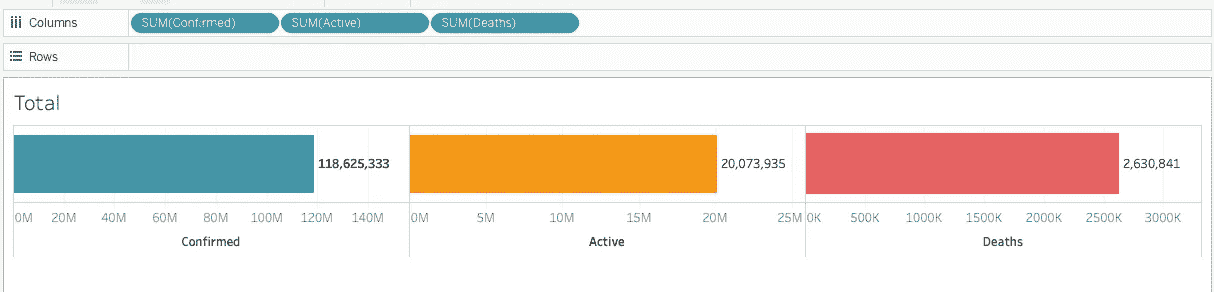 Columns SUM(Confirmed) SUM(Active) SUM(Deaths)
Rows
Total
118,625,333 20,073,935 2,630,841
0M 20M 40M 60M 80M 100M 120M 140M 0M 5M 10M 15M 20M 25M 0K 500K 1000K 1500K 2000K 2500K 3000K
Confirmed Active Deaths